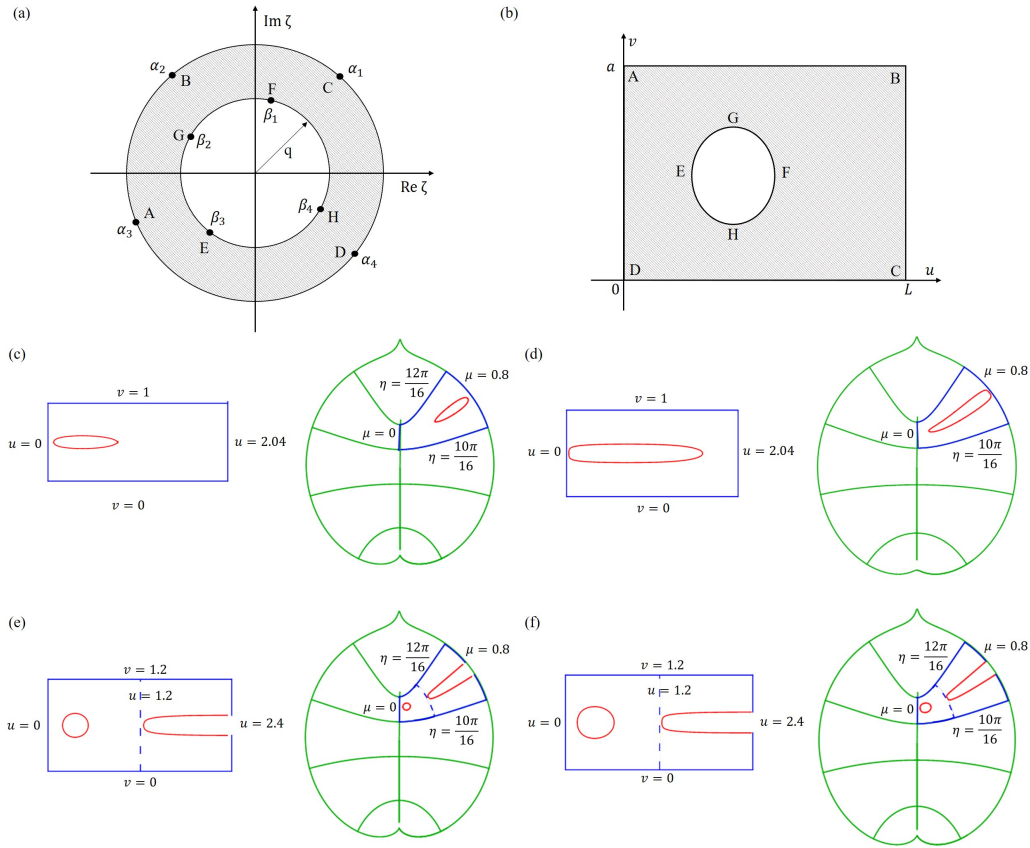 (a)
Im ζ
α₂
B
α₁
C
F
β₁
G
β₂
q
Re ζ
β₄
H
β₃
E
A
α₃
D
α₄
(b)
v
a
A
B
G
E
F
H
D
C
u
0
L
(c)
v = 1
u = 0
u = 2.04
v = 0
η = 12π/16
μ = 0.8
μ = 0
η = 10π/16
(d)
v = 1
u = 0
u = 2.04
v = 0
η = 12π/16
μ = 0.8
μ = 0
η = 10π/16
(e)
v = 1.2
u = 1.2
u = 0
u = 2.4
v = 0
η = 12π/16
μ = 0.8
μ = 0
η = 10π/16
(f)
v = 1.2
u = 1.2
u = 0
u = 2.4
v = 0
η = 12π/16
μ = 0.8
μ = 0
η = 10π/16